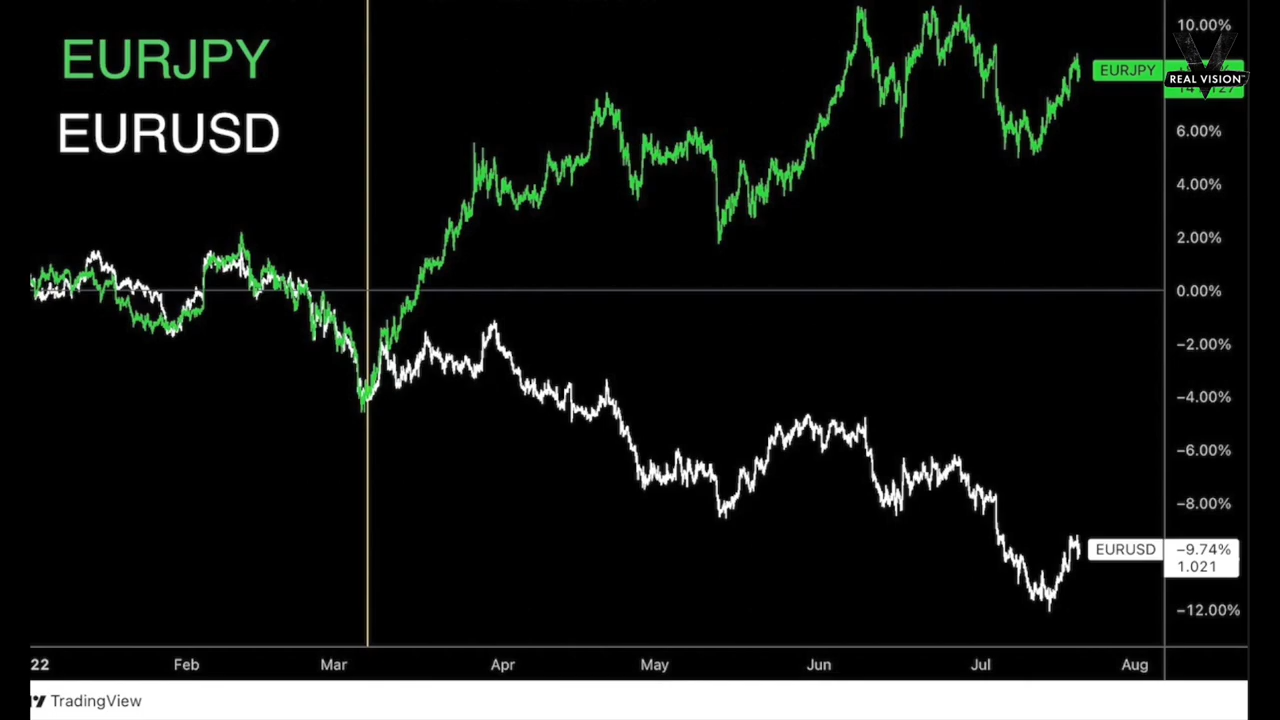 EURJPY
EURUSD
10.00%
EURJPY
REAL VISION
6.00%
4.00%
2.00%
0.00%
−2.00%
−4.00%
−6.00%
−8.00%
EURUSD −9.74%
1.021
−12.00%
22 Feb Mar Apr May Jun Jul Aug
TradingView